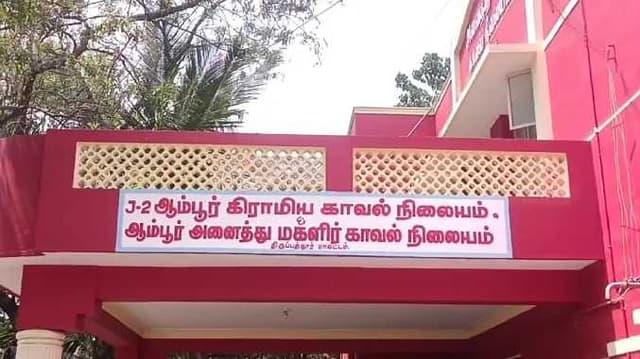 J-2 ஆம்பூர் கிராமிய காவல் நிலையம் &
ஆம்பூர் அனைத்து மகளிர் காவல் நிலையம்
திருப்பத்தூர் மாவட்டம்.